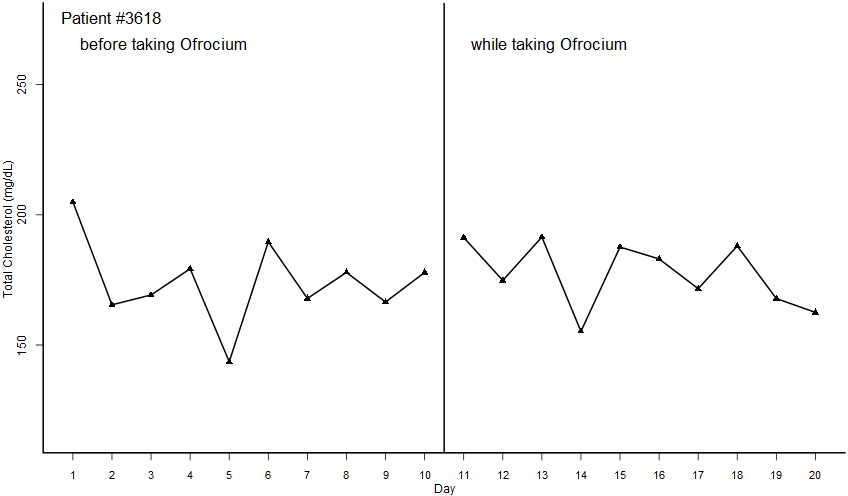 Patient #3618
before taking Ofrocium
while taking Ofrocium
Total Cholesterol (mg/dL)
250
200
150
1 2 3 4 5 6 7 8 9 10 11 12 13 14 15 16 17 18 19 20
Day